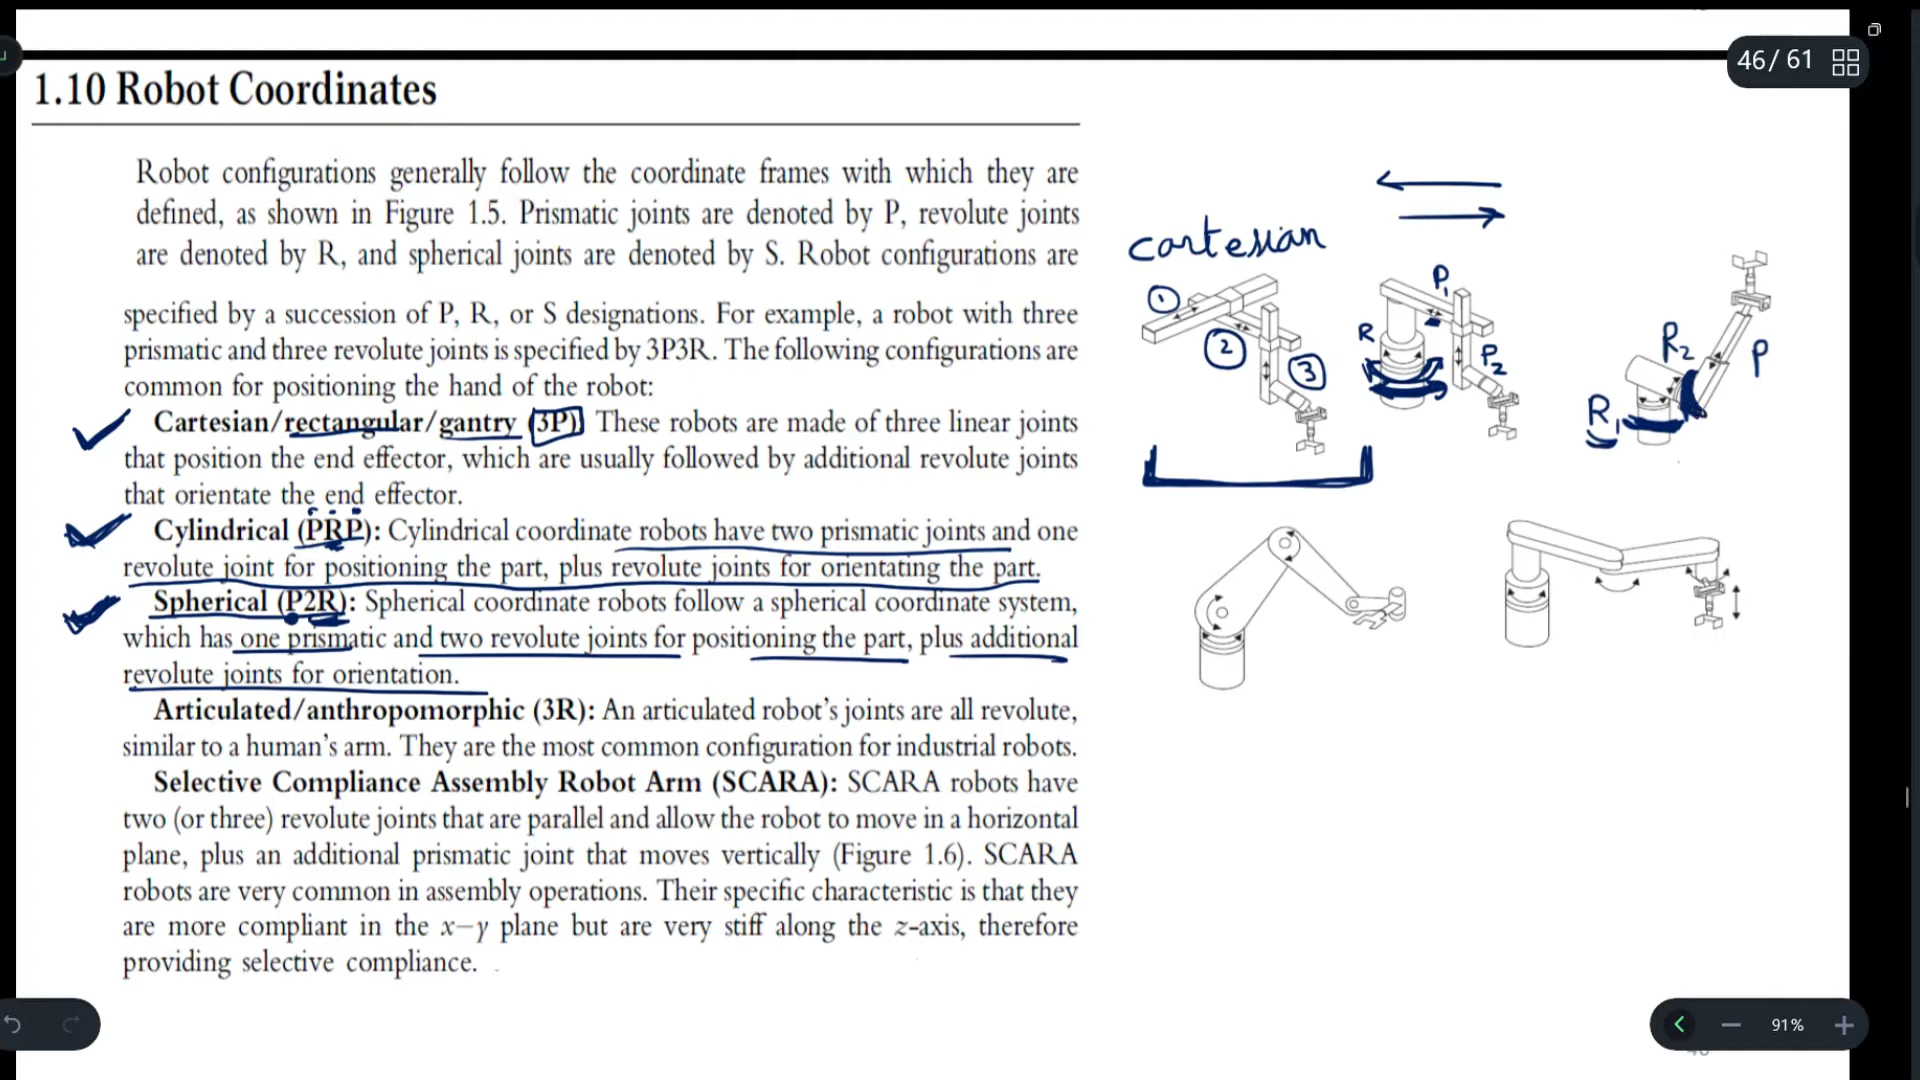 46/ 61
1.10 Robot Coordinates
Robot configurations generally follow the coordinate frames with which they are
defined, as shown in Figure 1.5. Prismatic joints are denoted by P, revolute joints
are denoted by R, and spherical joints are denoted by S. Robot configurations are
specified by a succession of P, R, or S designations. For example, a robot with three
prismatic and three revolute joints is specified by 3P3R. The following configurations are
common for positioning the hand of the robot:
Cartesian/rectangular/gantry (3P) These robots are made of three linear joints
that position the end effector, which are usually followed by additional revolute joints
that orientate the end effector.
Cylindrical (PRP): Cylindrical coordinate robots have two prismatic joints and one
revolute joint for positioning the part, plus revolute joints for orientating the part.
Spherical (P2R): Spherical coordinate robots follow a spherical coordinate system,
which has one prismatic and two revolute joints for positioning the part, plus additional
revolute joints for orientation.
Articulated/anthropomorphic (3R): An articulated robot's joints are all revolute,
similar to a human's arm. They are the most common configuration for industrial robots.
Selective Compliance Assembly Robot Arm (SCARA): SCARA robots have
two (or three) revolute joints that are parallel and allow the robot to move in a horizontal
plane, plus an additional prismatic joint that moves vertically (Figure 1.6). SCARA
robots are very common in assembly operations. Their specific characteristic is that they
are more compliant in the x–y plane but are very stiff along the z-axis, therefore
providing selective compliance.
cartesian
1
2
3
R
P1
P2
R1
R2
P
91%